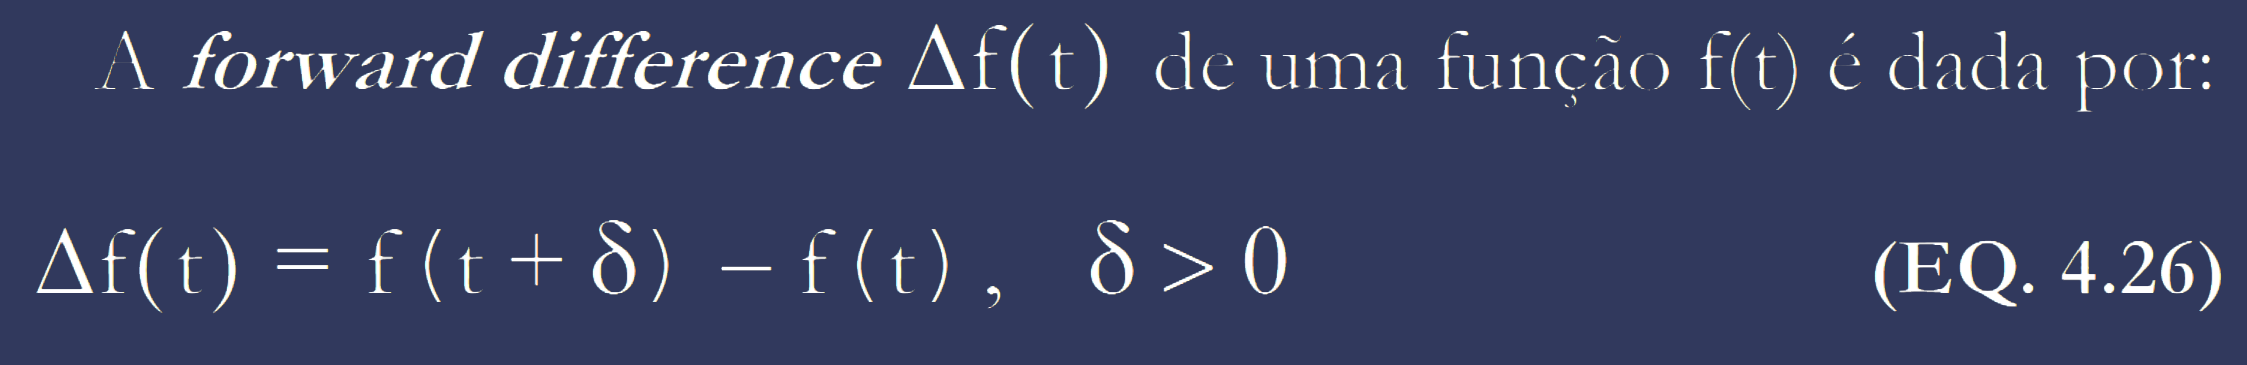 A forward difference Δf(t) de uma função f(t) é dada por:
Δf(t) = f (t + δ) – f (t) , δ > 0 (EQ. 4.26)